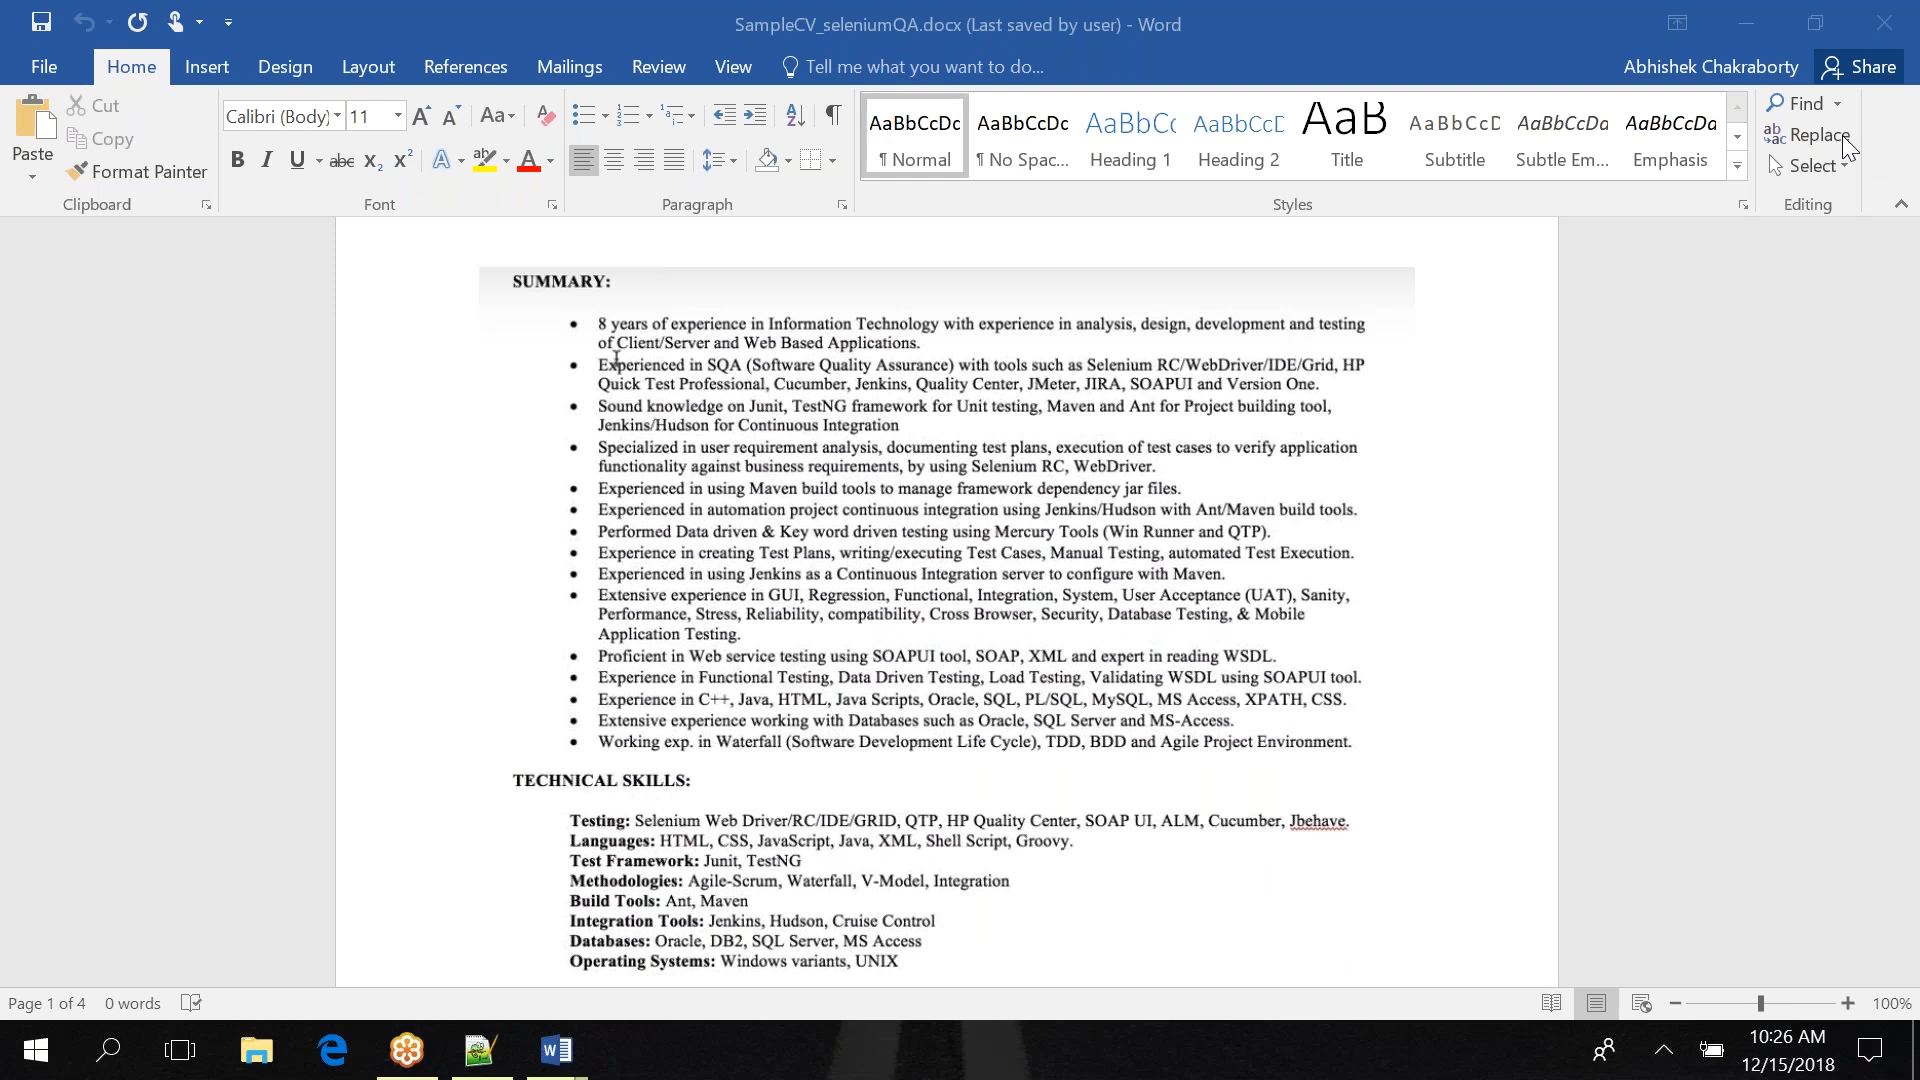 SampleCV_seleniumQA.docx (Last saved by user) - Word
File Home Insert Design Layout References Mailings Review View Tell me what you want to do... Abhishek Chakraborty Share
Cut
Copy
Paste
Format Painter
Clipboard
Calibri (Body) 11
Font
Paragraph
AaBbCcDc AaBbCcDc AaBbCc AaBbCcD AaB AaBbCcD AaBbCcDd AaBbCcDd
¶ Normal ¶ No Spac... Heading 1 Heading 2 Title Subtitle Subtle Em... Emphasis
Styles
Find
Replace
Select
Editing
SUMMARY:
• 8 years of experience in Information Technology with experience in analysis, design, development and testing
of Client/Server and Web Based Applications.
• Experienced in SQA (Software Quality Assurance) with tools such as Selenium RC/WebDriver/IDE/Grid, HP
Quick Test Professional, Cucumber, Jenkins, Quality Center, JMeter, JIRA, SOAPUI and Version One.
• Sound knowledge on Junit, TestNG framework for Unit testing, Maven and Ant for Project building tool,
Jenkins/Hudson for Continuous Integration
• Specialized in user requirement analysis, documenting test plans, execution of test cases to verify application
functionality against business requirements, by using Selenium RC, WebDriver.
• Experienced in using Maven build tools to manage framework dependency jar files.
• Experienced in automation project continuous integration using Jenkins/Hudson with Ant/Maven build tools.
• Performed Data driven & Key word driven testing using Mercury Tools (Win Runner and QTP).
• Experience in creating Test Plans, writing/executing Test Cases, Manual Testing, automated Test Execution.
• Experienced in using Jenkins as a Continuous Integration server to configure with Maven.
• Extensive experience in GUI, Regression, Functional, Integration, System, User Acceptance (UAT), Sanity,
Performance, Stress, Reliability, compatibility, Cross Browser, Security, Database Testing, & Mobile
Application Testing.
• Proficient in Web service testing using SOAPUI tool, SOAP, XML and expert in reading WSDL.
• Experience in Functional Testing, Data Driven Testing, Load Testing, Validating WSDL using SOAPUI tool.
• Experience in C++, Java, HTML, Java Scripts, Oracle, SQL, PL/SQL, MySQL, MS Access, XPATH, CSS.
• Extensive experience working with Databases such as Oracle, SQL Server and MS-Access.
• Working exp. in Waterfall (Software Development Life Cycle), TDD, BDD and Agile Project Environment.
TECHNICAL SKILLS:
Testing: Selenium Web Driver/RC/IDE/GRID, QTP, HP Quality Center, SOAP UI, ALM, Cucumber, Jbehave.
Languages: HTML, CSS, JavaScript, Java, XML, Shell Script, Groovy.
Test Framework: Junit, TestNG
Methodologies: Agile-Scrum, Waterfall, V-Model, Integration
Build Tools: Ant, Maven
Integration Tools: Jenkins, Hudson, Cruise Control
Databases: Oracle, DB2, SQL Server, MS Access
Operating Systems: Windows variants, UNIX
Page 1 of 4 0 words 100%
10:26 AM
12/15/2018